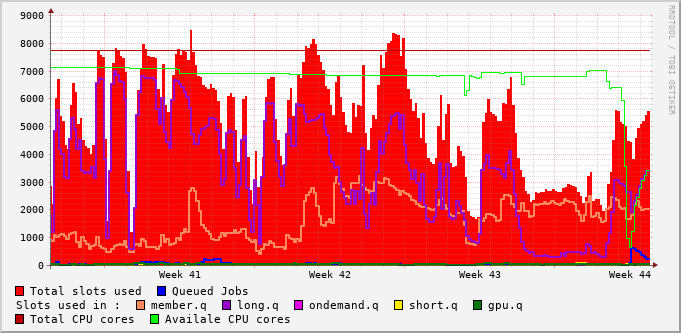 9000
8000
7000
6000
5000
4000
3000
2000
1000
0
Week 41 Week 42 Week 43 Week 44
Total slots used Queued Jobs
Slots used in : member.q long.q ondemand.q short.q gpu.q
Total CPU cores Availale CPU cores
RRDTOOL / TOBI OETIKER